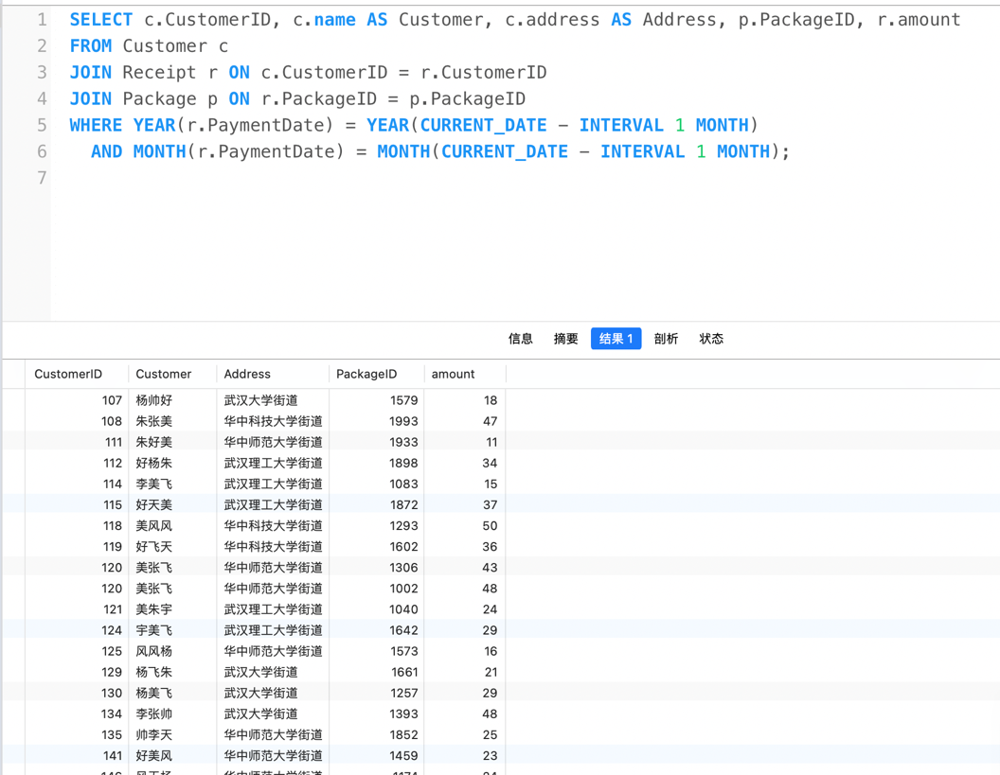 1 SELECT c.CustomerID, c.name AS Customer, c.address AS Address, p.PackageID, r.amount
2 FROM Customer c
3 JOIN Receipt r ON c.CustomerID = r.CustomerID
4 JOIN Package p ON r.PackageID = p.PackageID
5 WHERE YEAR(r.PaymentDate) = YEAR(CURRENT_DATE - INTERVAL 1 MONTH)
6 AND MONTH(r.PaymentDate) = MONTH(CURRENT_DATE - INTERVAL 1 MONTH);
7
信息 摘要 结果 1 剖析 状态
CustomerID Customer Address PackageID amount
107 杨帅好 武汉大学街道 1579 18
108 朱张美 华中科技大学街道 1993 47
111 朱好美 华中师范大学街道 1933 11
112 好杨朱 武汉理工大学街道 1898 34
114 李美飞 武汉理工大学街道 1083 15
115 好天美 武汉理工大学街道 1872 37
118 美风风 华中科技大学街道 1293 50
119 好飞天 华中科技大学街道 1602 36
120 美张飞 华中师范大学街道 1306 43
120 美张飞 华中师范大学街道 1002 48
121 美朱宇 武汉理工大学街道 1040 24
124 宇美飞 武汉理工大学街道 1642 29
125 风风杨 华中师范大学街道 1573 16
129 杨飞朱 武汉大学街道 1661 21
130 杨美飞 武汉大学街道 1257 29
134 李张帅 武汉大学街道 1393 48
135 帅李天 华中师范大学街道 1852 25
141 好美风 华中师范大学街道 1459 23